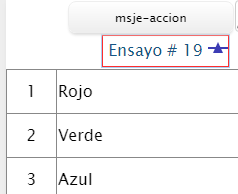 msje-accion
Ensayo # 19
1 Rojo
2 Verde
3 Azul